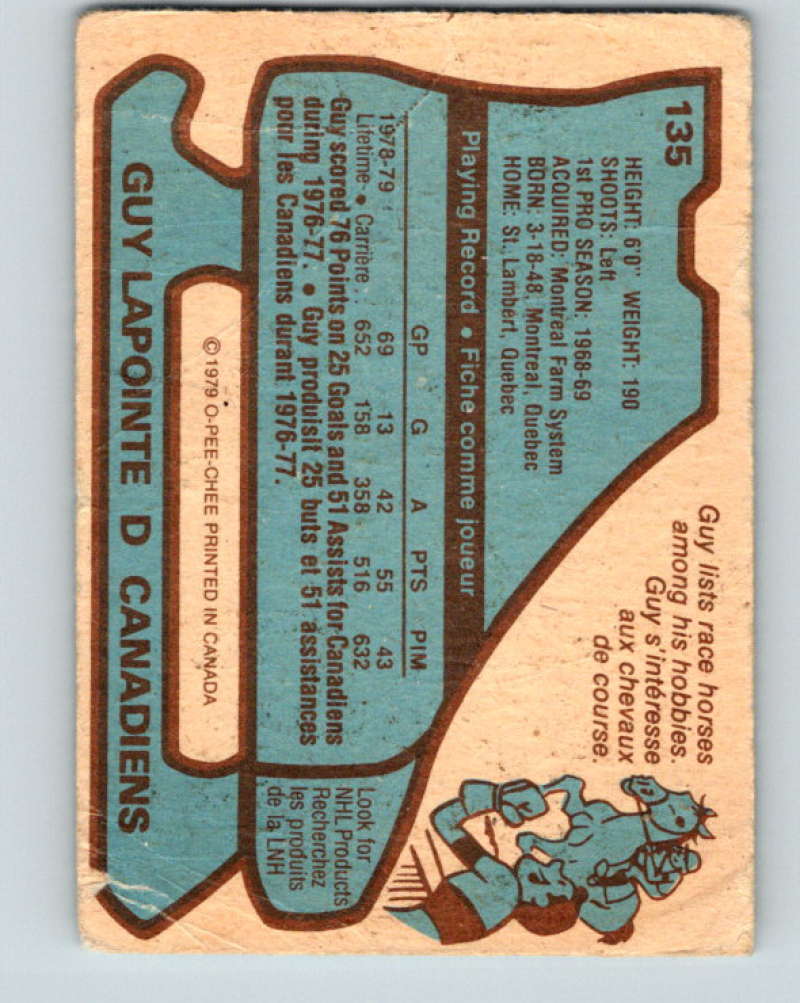 135
HEIGHT: 6'0" WEIGHT: 190
SHOOTS: Left
1st PRO SEASON: 1968-69
ACQUIRED: Montreal Farm System
BORN: 3-18-48, Montreal, Quebec
HOME: St. Lambert, Quebec
Guy lists race horses
among his hobbies.
Guy s'intéresse
aux chevaux
de course.
Playing Record • Fiche comme joueur
GP G A PTS PIM
1978-79 69 13 42 55 43
Lifetime • Carrière . . 652 158 358 516 632
Guy scored 76 Points on 25 Goals and 51 Assists for Canadiens
during 1976-77. • Guy produisit 25 buts et 51 assistances
pour les Canadiens durant 1976-77.
Look for
NHL Products
Recherchez
les produits
de la LNH
©1979 O-PEE-CHEE PRINTED IN CANADA
GUY LAPOINTE D CANADIENS